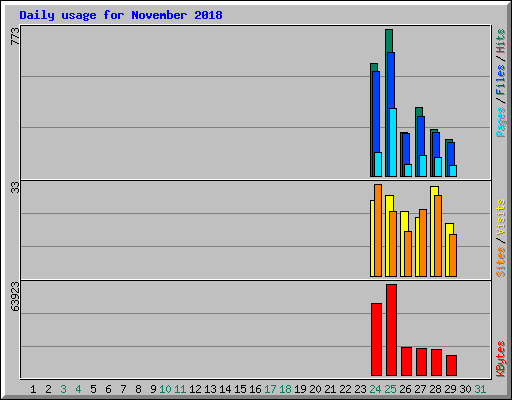 Daily usage for November 2018
773
33
63923
Pages / Files / Hits
Sites / Visits
KBytes
1 2 3 4 5 6 7 8 9 10 11 12 13 14 15 16 17 18 19 20 21 22 23 24 25 26 27 28 29 30 31